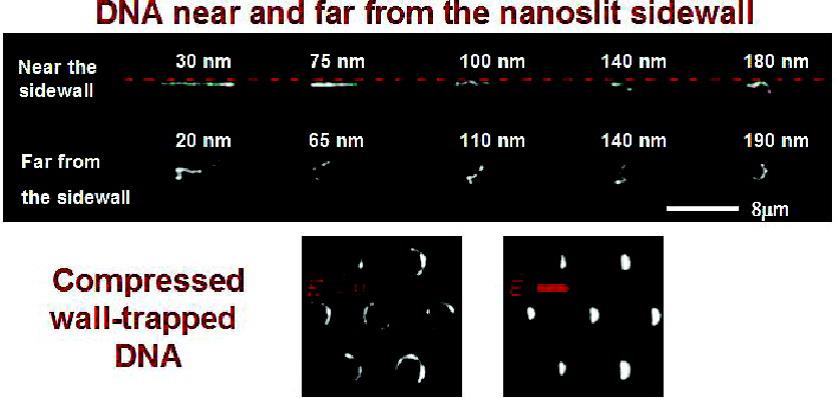 DNA near and far from the nanoslit sidewall
Near the sidewall
30 nm 75 nm 100 nm 140 nm 180 nm
Far from the sidewall
20 nm 65 nm 110 nm 140 nm 190 nm
8μm
Compressed
wall-trapped
DNA
E
E